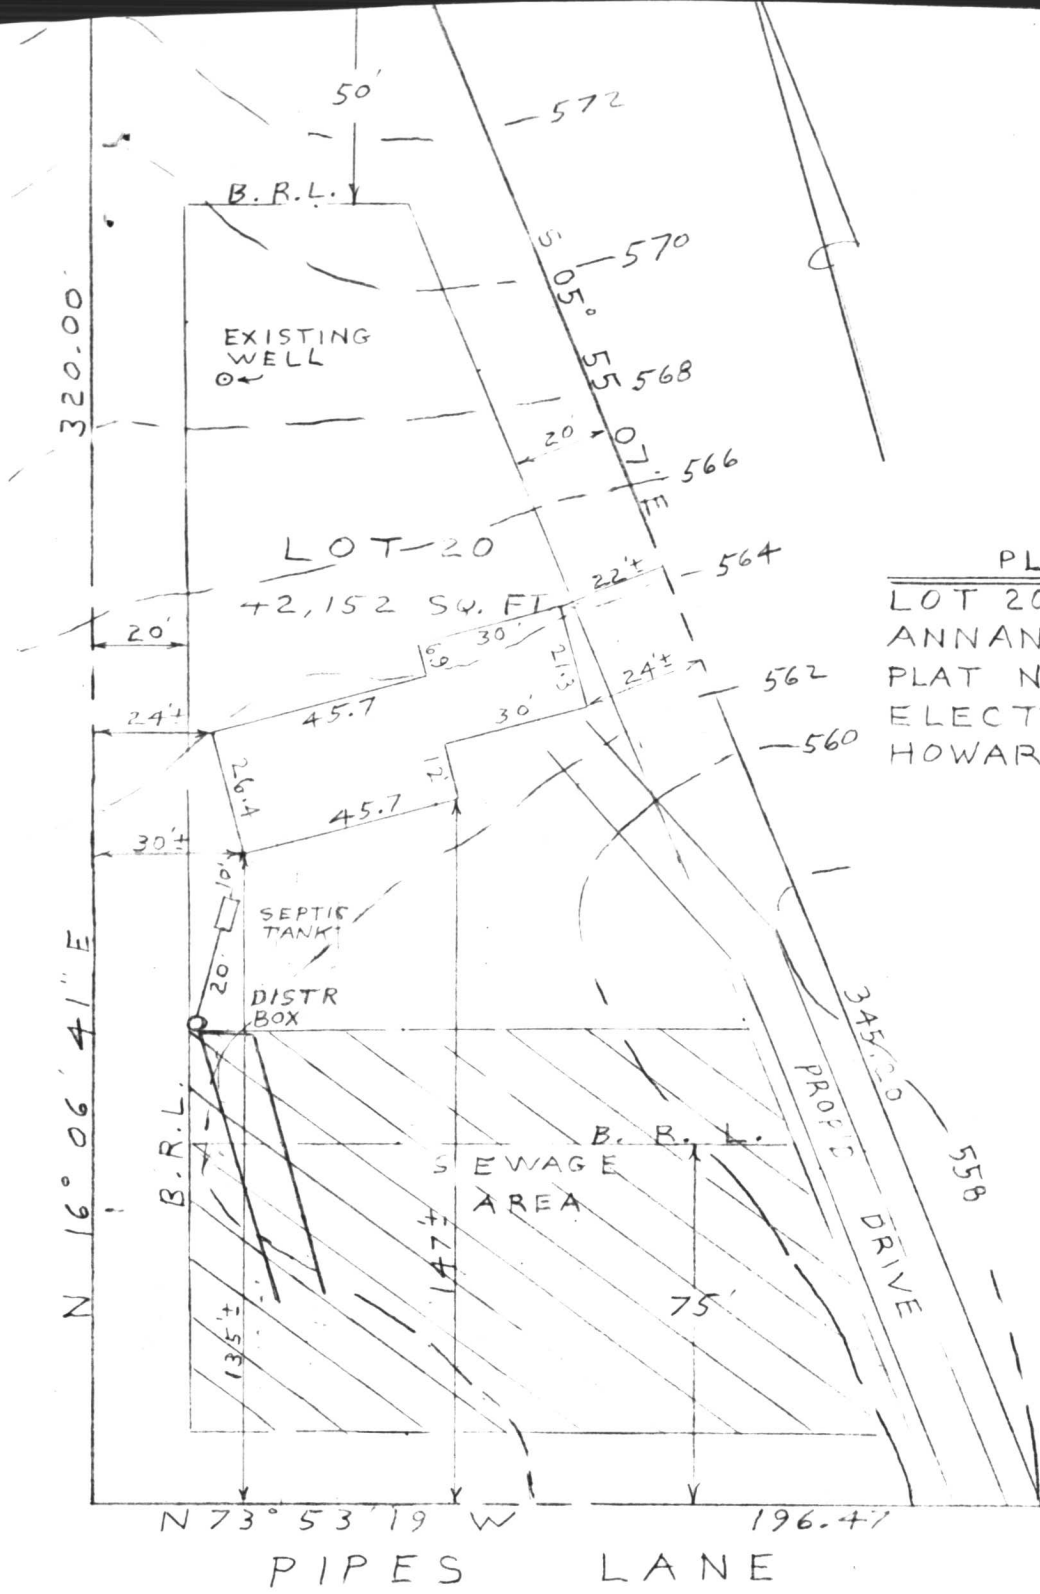 50'
572
B. R. L.
S 05° 55' 07" E
570
320.00'
EXISTING
WELL
568
20'
566
LOT-20
564
22'±
42,152 SQ. FT.
PL
LOT 20
ANNAN
PLAT N
ELECT
HOWAR
20'
30'
21.3
24'±
562
24'±
45.7
30'
560
26.4
12'
45.7
30'±
10'
SEPTIC
TANK
20'
DISTR
BOX
N 16° 06' 41" E
345.20
PROP'D DRIVE
B. R. L.
B. R. L.
SEWAGE
AREA
558
147'±
75'
135'±
N 73° 53' 19" W
196.47
PIPES LANE